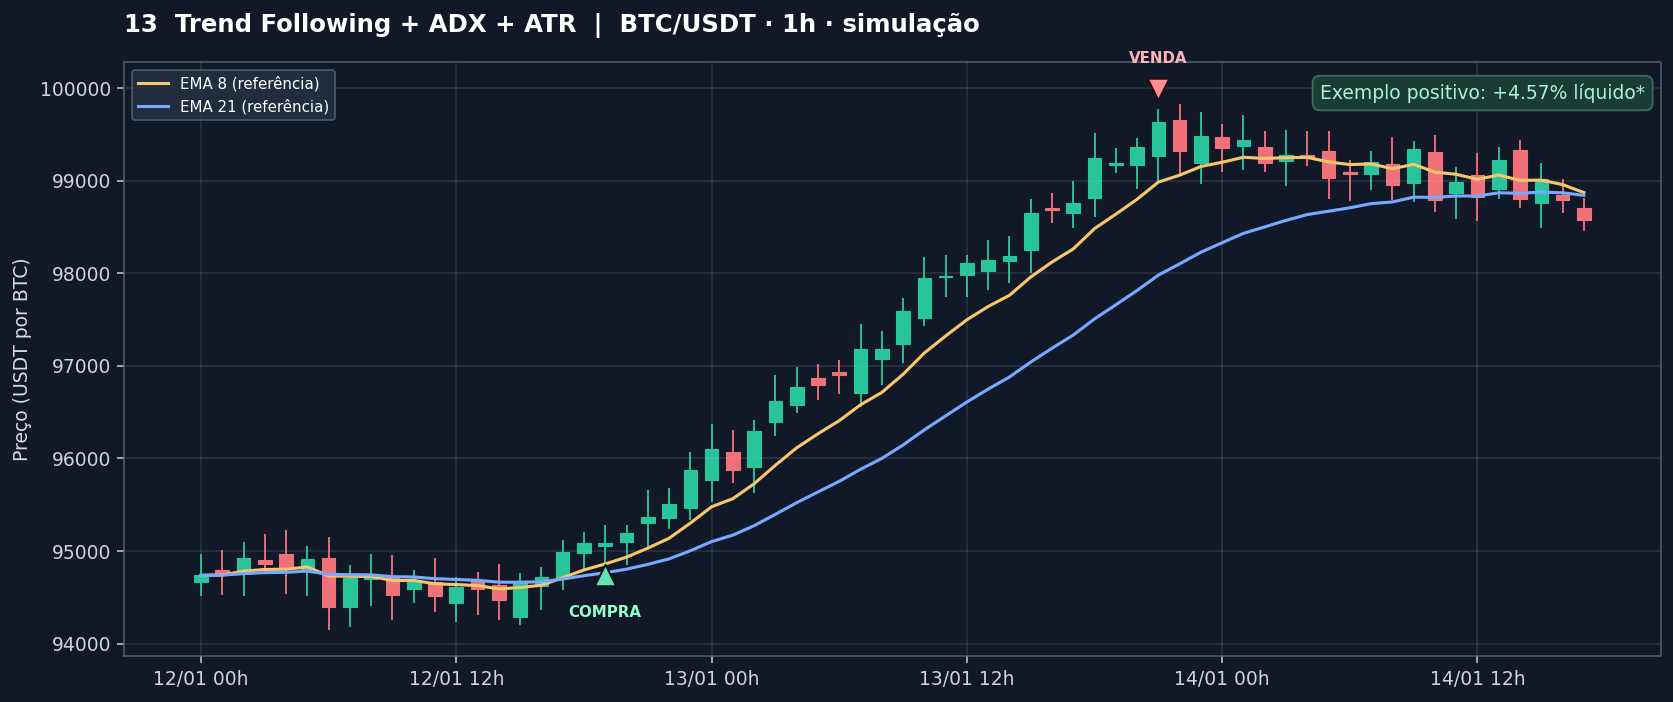 13  Trend Following + ADX + ATR  |  BTC/USDT · 1h · simulação
VENDA
EMA 8 (referência)
EMA 21 (referência)
Exemplo positivo: +4.57% líquido*
Preço (USDT por BTC)
100000
99000
98000
97000
96000
95000
94000
COMPRA
12/01 00h
12/01 12h
13/01 00h
13/01 12h
14/01 00h
14/01 12h